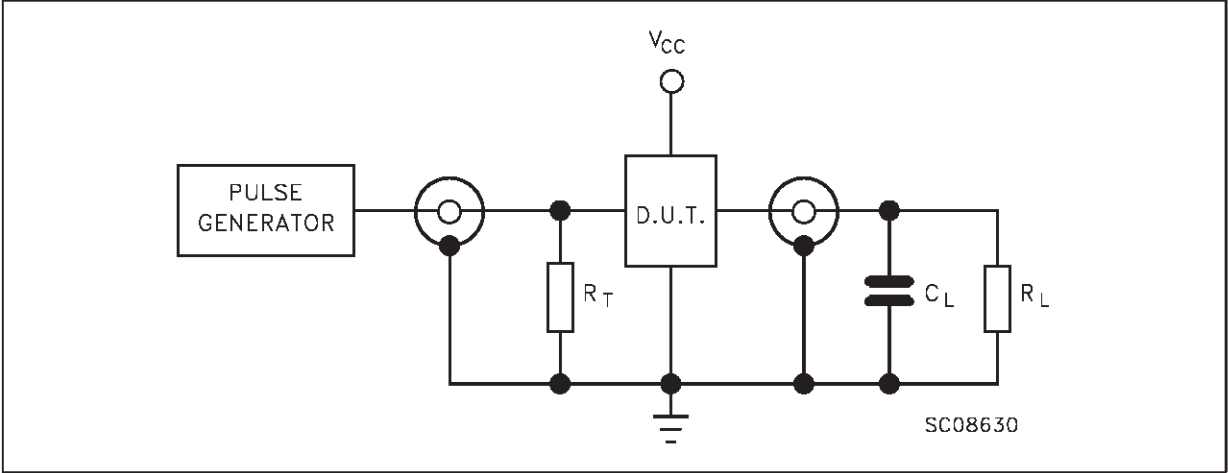 VCC
PULSE
GENERATOR
D.U.T.
RT
CL
RL
SC08630